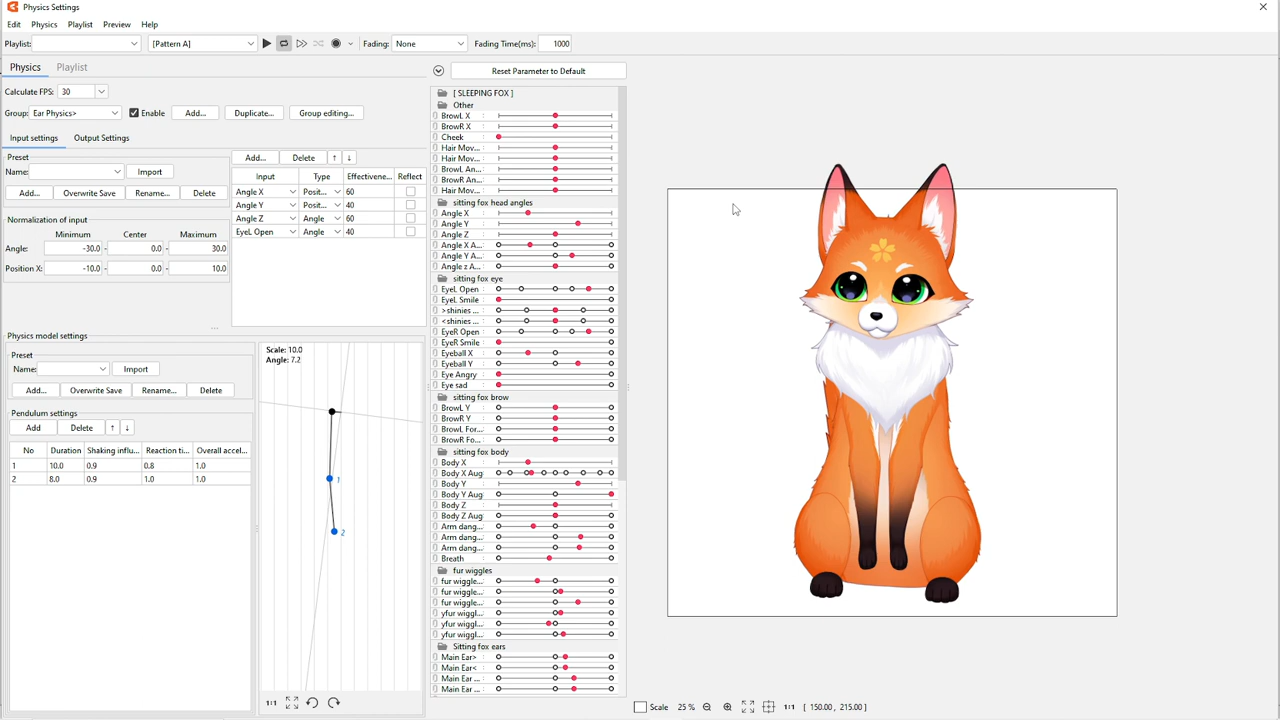 Physics Settings
Edit Physics Playlist Preview Help
Playlist: [Pattern A] Fading: None Fading Time(ms): 1000
Physics Playlist
Calculate FPS: 30
Group: Ear Physics> Enable Add... Duplicate... Group editing...
Input settings Output Settings
Preset
Name: Import
Add... Overwrite Save Rename... Delete
Normalization of input
Minimum Center Maximum
Angle: -30.0 - 0.0 - 30.0
Position X: -10.0 - 0.0 - 10.0
Add... Delete ↑ ↓
Input Type Effectivene... Reflect
Angle X Posit... 60
Angle Y Posit... 40
Angle Z Angle 60
EyeL Open Angle 40
Physics model settings
Preset
Name: Import
Add... Overwrite Save Rename... Delete
Pendulum settings
Add Delete ↑ ↓
No Duration Shaking influ... Reaction ti... Overall accel...
1 10.0 0.9 0.8 1.0
2 8.0 0.9 1.0 1.0
Scale: 10.0
Angle: 7.2
1
2
1:1
Reset Parameter to Default
[ SLEEPING FOX ]
Other
BrowL X
BrowR X
Cheek
Hair Mov...
Hair Mov...
BrowL An...
BrowR An...
Hair Mov...
sitting fox head angles
Angle X
Angle Y
Angle Z
Angle X A...
Angle Y A...
Angle z A...
sitting fox eye
EyeL Open
EyeL Smile
>shinies ...
<shinies ...
EyeR Open
EyeR Smile
Eyeball X
Eyeball Y
Eye Angry
Eye sad
sitting fox brow
BrowL Y
BrowR Y
BrowL For...
BrowR Fo...
sitting fox body
Body X
Body X Aug
Body Y
Body Y Aug
Body Z
Body Z Aug
Arm dang...
Arm dang...
Arm dang...
Breath
fur wiggles
fur wiggle...
fur wiggle...
fur wiggle...
yfur wiggl...
yfur wiggl...
yfur wiggl...
Sitting fox ears
Main Ear>
Main Ear<
Main Ear ...
Main Ear ...
Scale 25 % 1:1 [ 150.00 , 215.00 ]